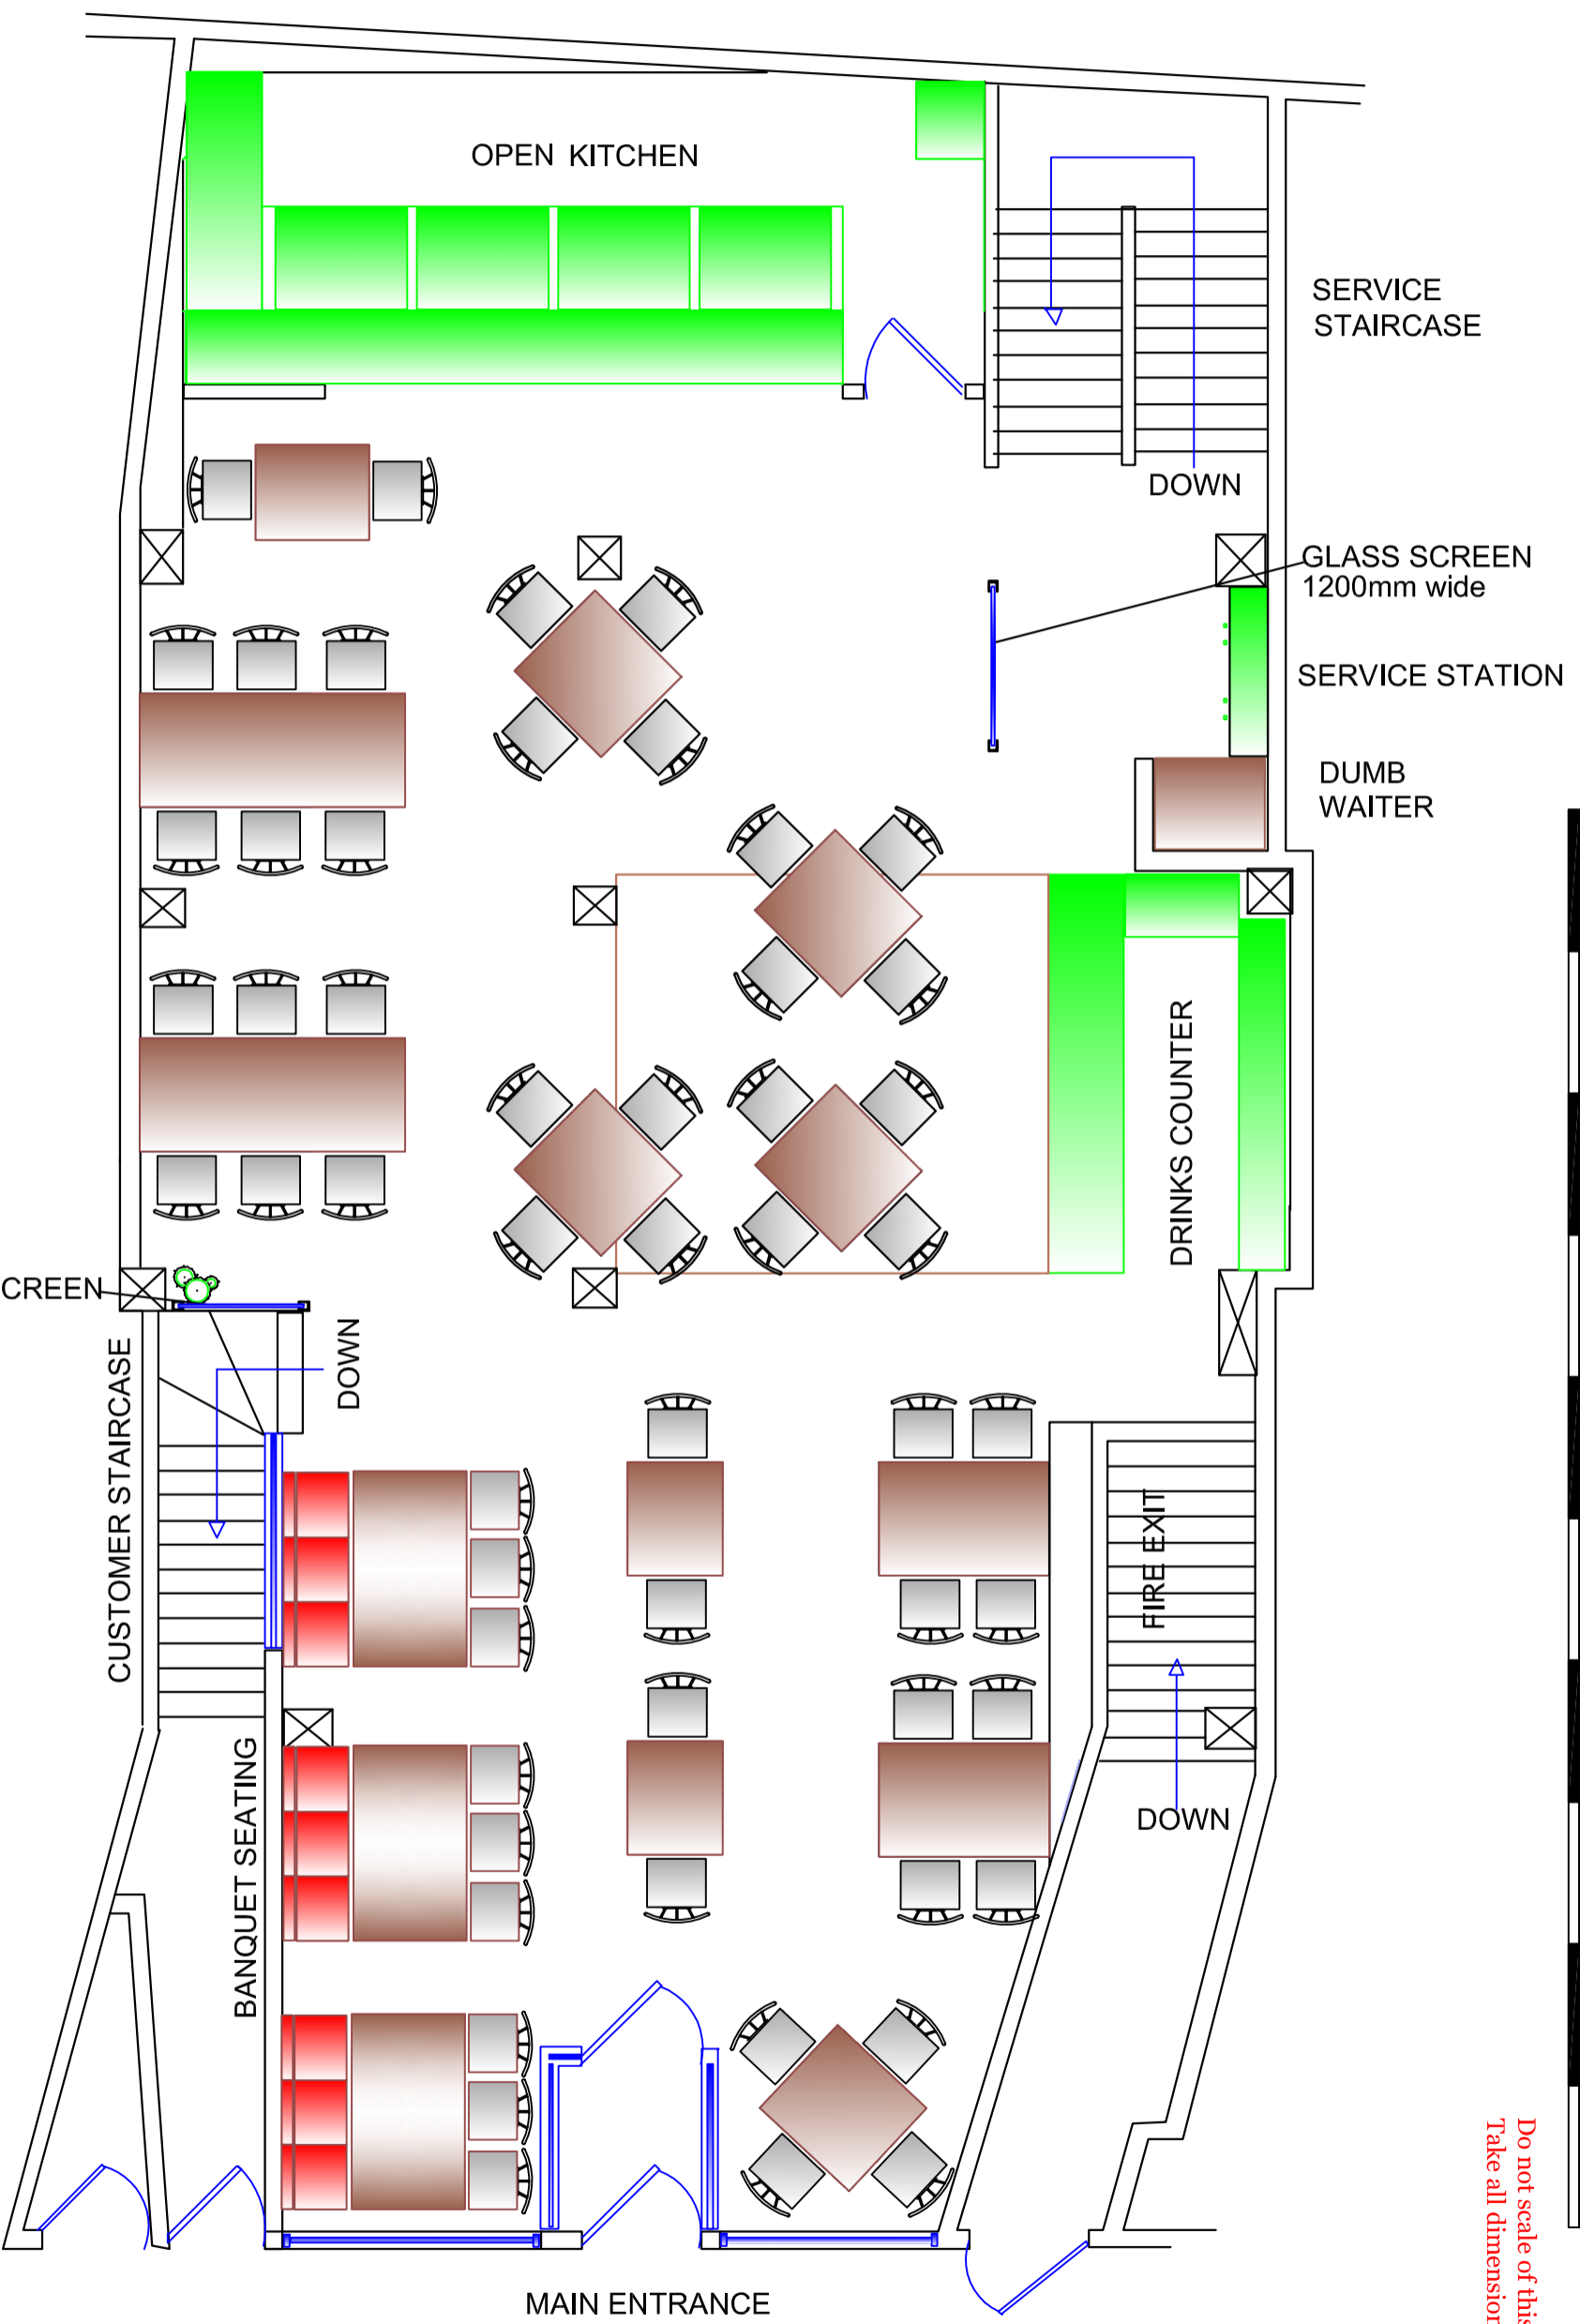 OPEN KITCHEN
SERVICE
STAIRCASE
DOWN
GLASS SCREEN
1200mm wide
SERVICE STATION
DUMB
WAITER
DRINKS COUNTER
CREEN
DOWN
CUSTOMER STAIRCASE
FIRE EXIT
BANQUET SEATING
DOWN
MAIN ENTRANCE
Do not scale of this
Take all dimension